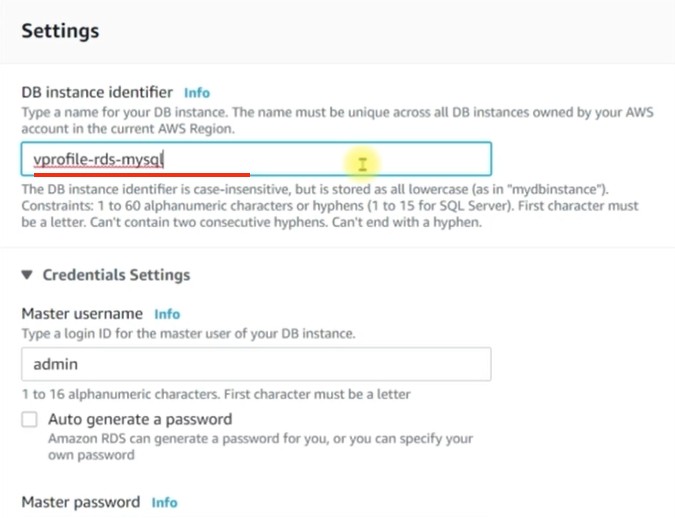 Settings
DB instance identifier Info
Type a name for your DB instance. The name must be unique across all DB instances owned by your AWS
account in the current AWS Region.
vprofile-rds-mysql
The DB instance identifier is case-insensitive, but is stored as all lowercase (as in "mydbinstance").
Constraints: 1 to 60 alphanumeric characters or hyphens (1 to 15 for SQL Server). First character must
be a letter. Can't contain two consecutive hyphens. Can't end with a hyphen.
Credentials Settings
Master username Info
Type a login ID for the master user of your DB instance.
admin
1 to 16 alphanumeric characters. First character must be a letter
Auto generate a password
Amazon RDS can generate a password for you, or you can specify your
own password
Master password Info